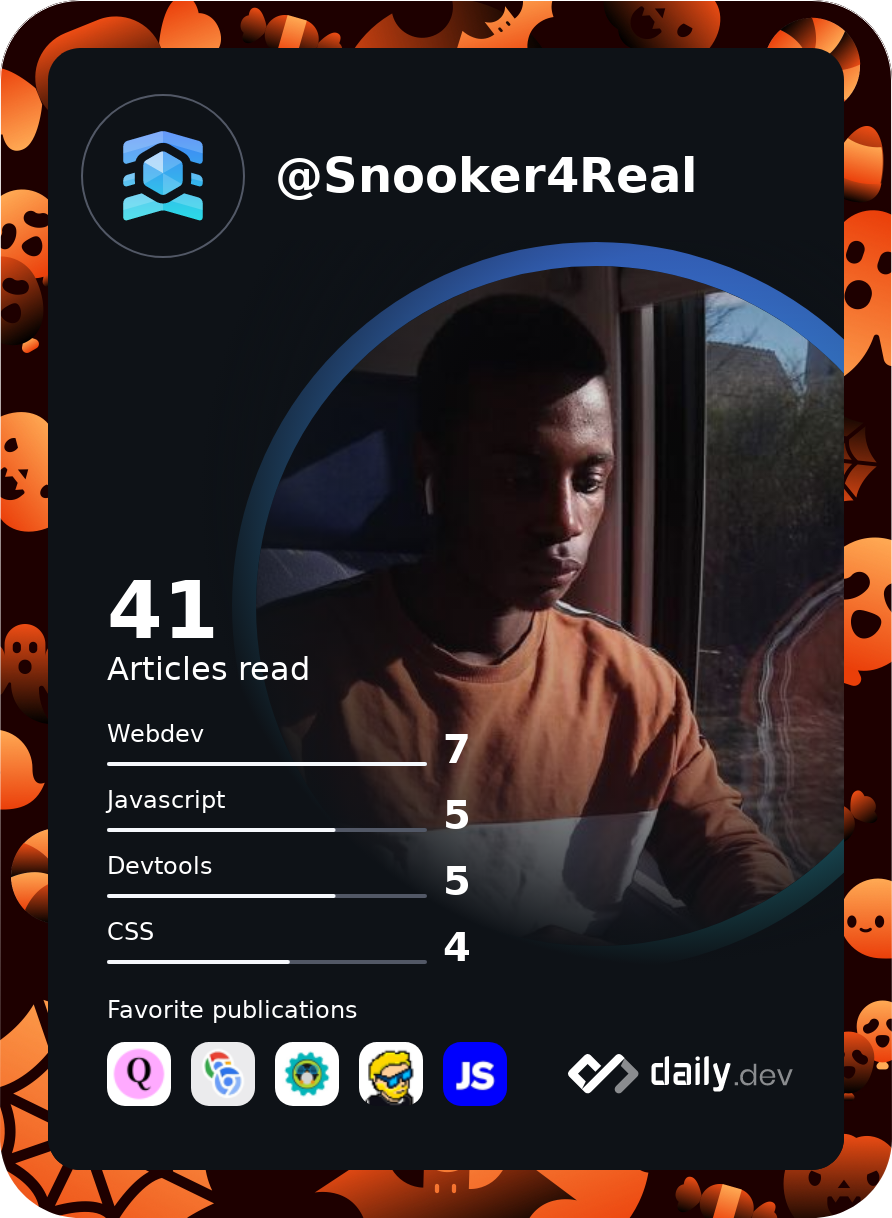 @Snooker4Real
41
Articles read
Webdev
7
Javascript
5
Devtools
5
CSS
4
Favorite publications
Q
JS
daily.dev